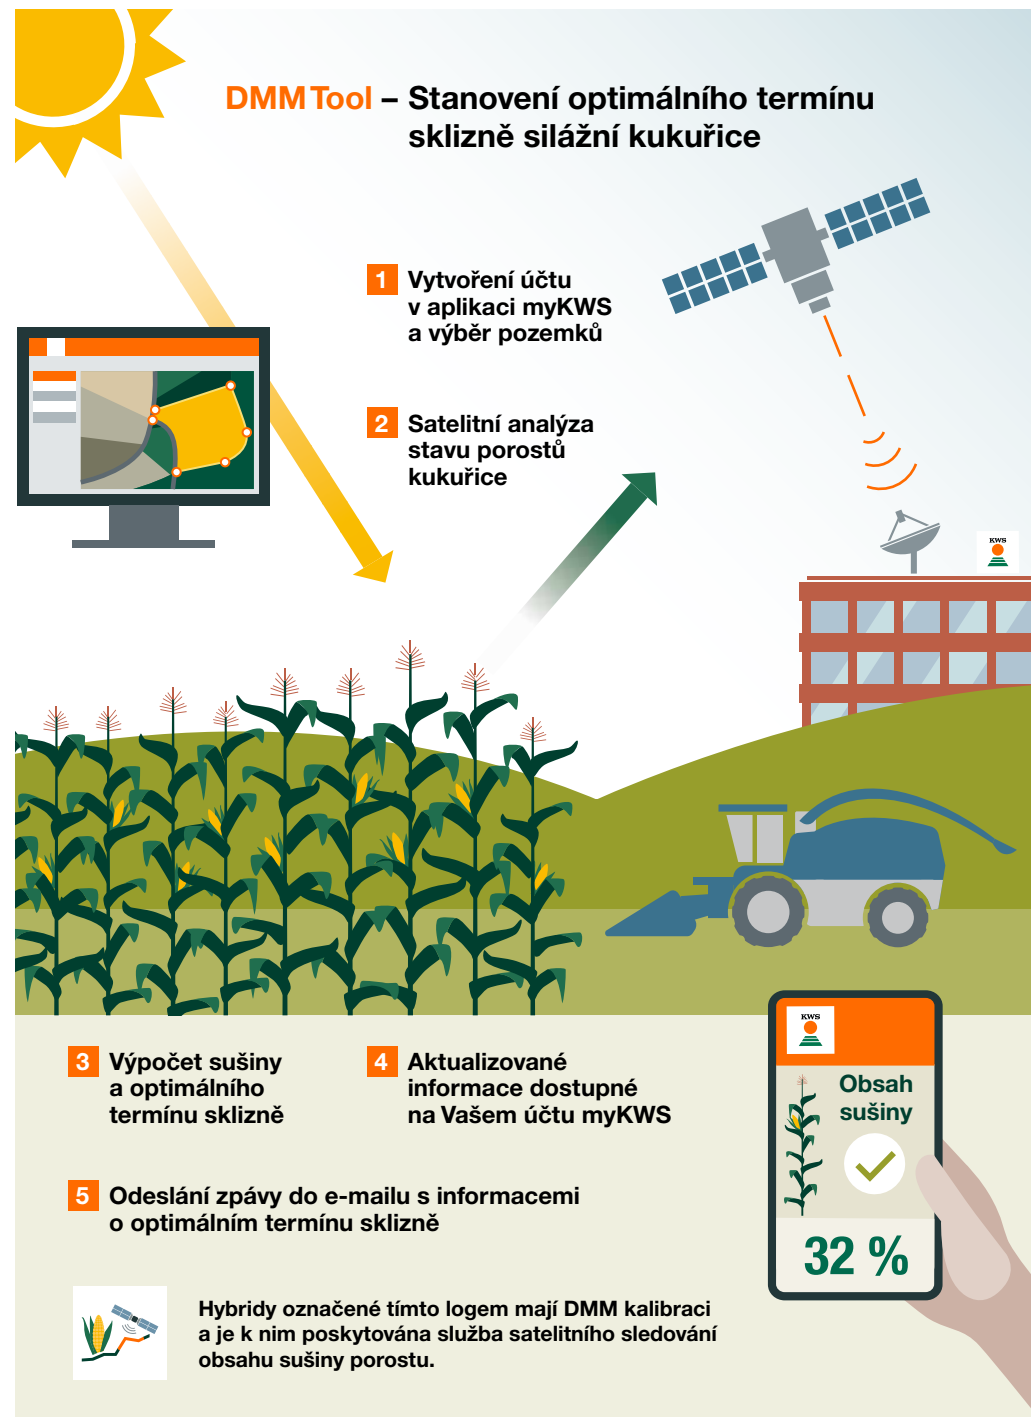 DMM Tool – Stanovení optimálního termínu
sklizně silážní kukuřice
1 Vytvoření účtu
v aplikaci myKWS
a výběr pozemků
2 Satelitní analýza
stavu porostů
kukuřice
KWS
3 Výpočet sušiny
a optimálního
termínu sklizně
4 Aktualizované
informace dostupné
na Vašem účtu myKWS
5 Odeslání zpávy do e-mailu s informacemi
o optimálním termínu sklizně
KWS
Obsah
sušiny
32 %
Hybridy označené tímto logem mají DMM kalibraci
a je k nim poskytována služba satelitního sledování
obsahu sušiny porostu.